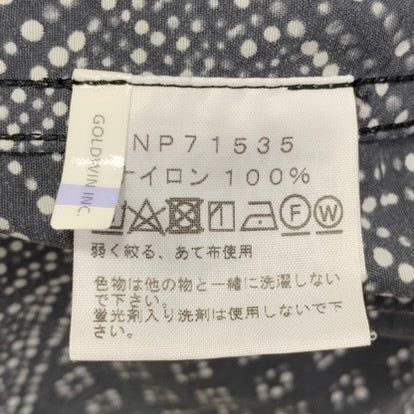 GOLDWIN INC.
NP71535
ナイロン 100%
F W
弱く絞る、あて布使用
色物は他の物と一緒に洗濯しない
で下さい。
蛍光剤入り洗剤は使用しないで下
さい。